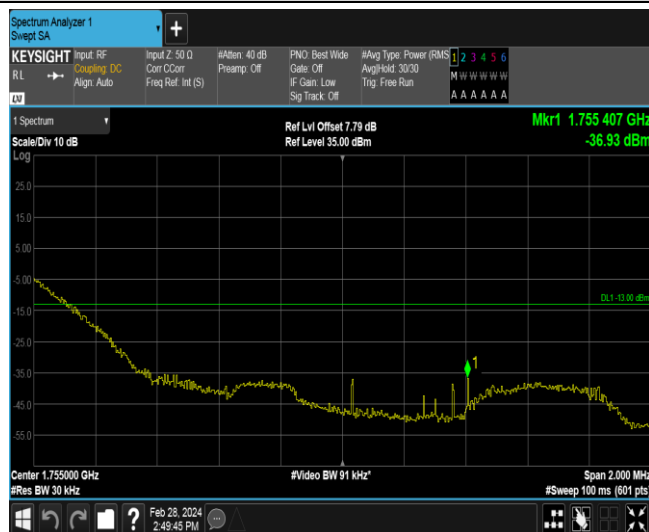 Spectrum Analyzer 1
Swept SA
+
KEYSIGHT
RL
LXI
Input: RF
Coupling: DC
Align: Auto
Input Z: 50 Ω
Corr CCorr
Freq Ref: Int (S)
#Atten: 40 dB
Preamp: Off
PNO: Best Wide
Gate: Off
IF Gain: Low
Sig Track: Off
#Avg Type: Power (RMS
Avg|Hold: 30/30
Trig: Free Run
1 2 3 4 5 6
M W W W W W
A A A A A A
1 Spectrum
Scale/Div 10 dB
Log
Ref Lvl Offset 7.79 dB
Ref Level 35.00 dBm
Mkr1 1.755 407 GHz
-36.93 dBm
25.0
15.0
5.00
-5.00
DL1 -13.00 dBm
-15.0
-25.0
-35.0
1
-45.0
-55.0
Center 1.755000 GHz
#Res BW 30 kHz
#Video BW 91 kHz*
Span 2.000 MHz
#Sweep 100 ms (601 pts)
?
Feb 28, 2024
2:49:45 PM